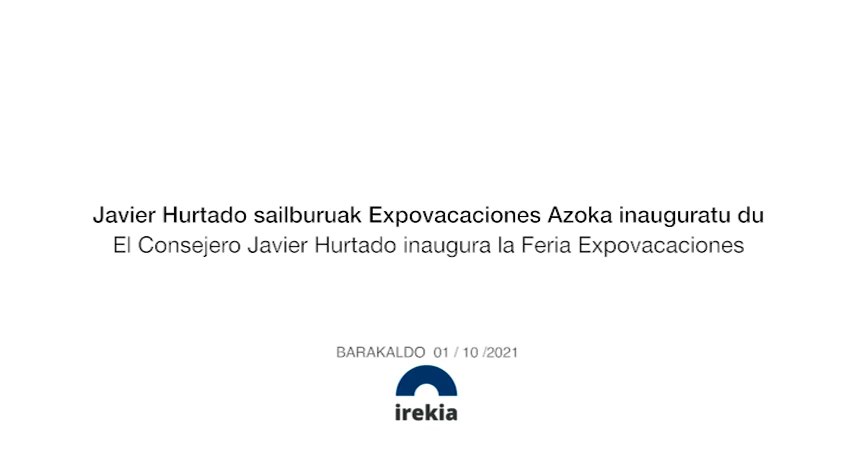 Javier Hurtado sailburuak Expovacaciones Azoka inauguratu du
El Consejero Javier Hurtado inaugura la Feria Expovacaciones
BARAKALDO 01 / 10 /2021
irekia